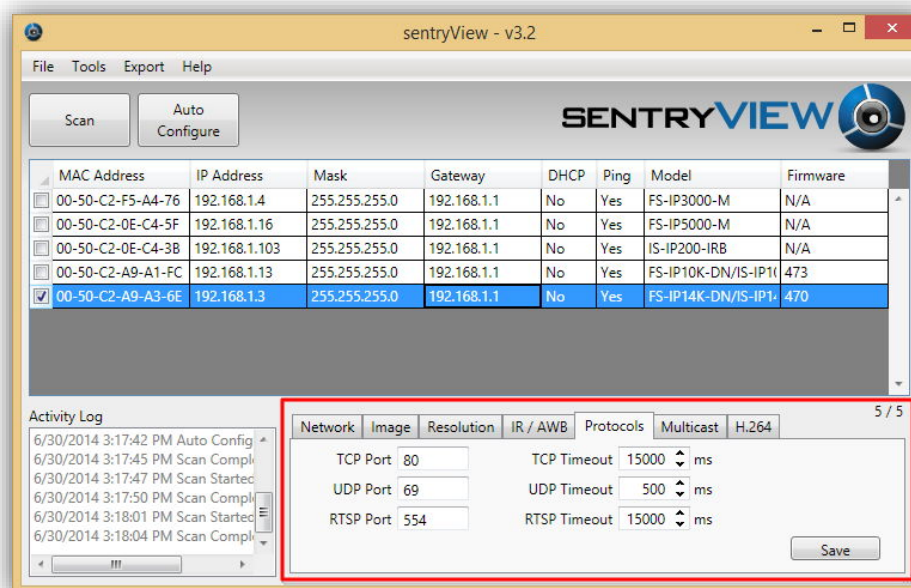 sentryView - v3.2
File Tools Export Help
Scan
Auto
Configure
SENTRYVIEW
MAC Address IP Address Mask Gateway DHCP Ping Model Firmware
00-50-C2-F5-A4-76 192.168.1.4 255.255.255.0 192.168.1.1 No Yes FS-IP3000-M N/A
00-50-C2-0E-C4-5F 192.168.1.16 255.255.255.0 192.168.1.1 No Yes FS-IP5000-M N/A
00-50-C2-0E-C4-3B 192.168.1.103 255.255.255.0 192.168.1.1 No Yes IS-IP200-IRB N/A
00-50-C2-A9-A1-FC 192.168.1.13 255.255.255.0 192.168.1.1 No Yes FS-IP10K-DN/IS-IP1( 473
00-50-C2-A9-A3-6E 192.168.1.3 255.255.255.0 192.168.1.1 No Yes FS-IP14K-DN/IS-IP14 470
Activity Log
6/30/2014 3:17:42 PM Auto Config
6/30/2014 3:17:45 PM Scan Compl
6/30/2014 3:17:47 PM Scan Started
6/30/2014 3:17:50 PM Scan Compl
6/30/2014 3:18:01 PM Scan Started
6/30/2014 3:18:04 PM Scan Compl
5 / 5
Network Image Resolution IR / AWB Protocols Multicast H.264
TCP Port 80 TCP Timeout 15000 ms
UDP Port 69 UDP Timeout 500 ms
RTSP Port 554 RTSP Timeout 15000 ms
Save